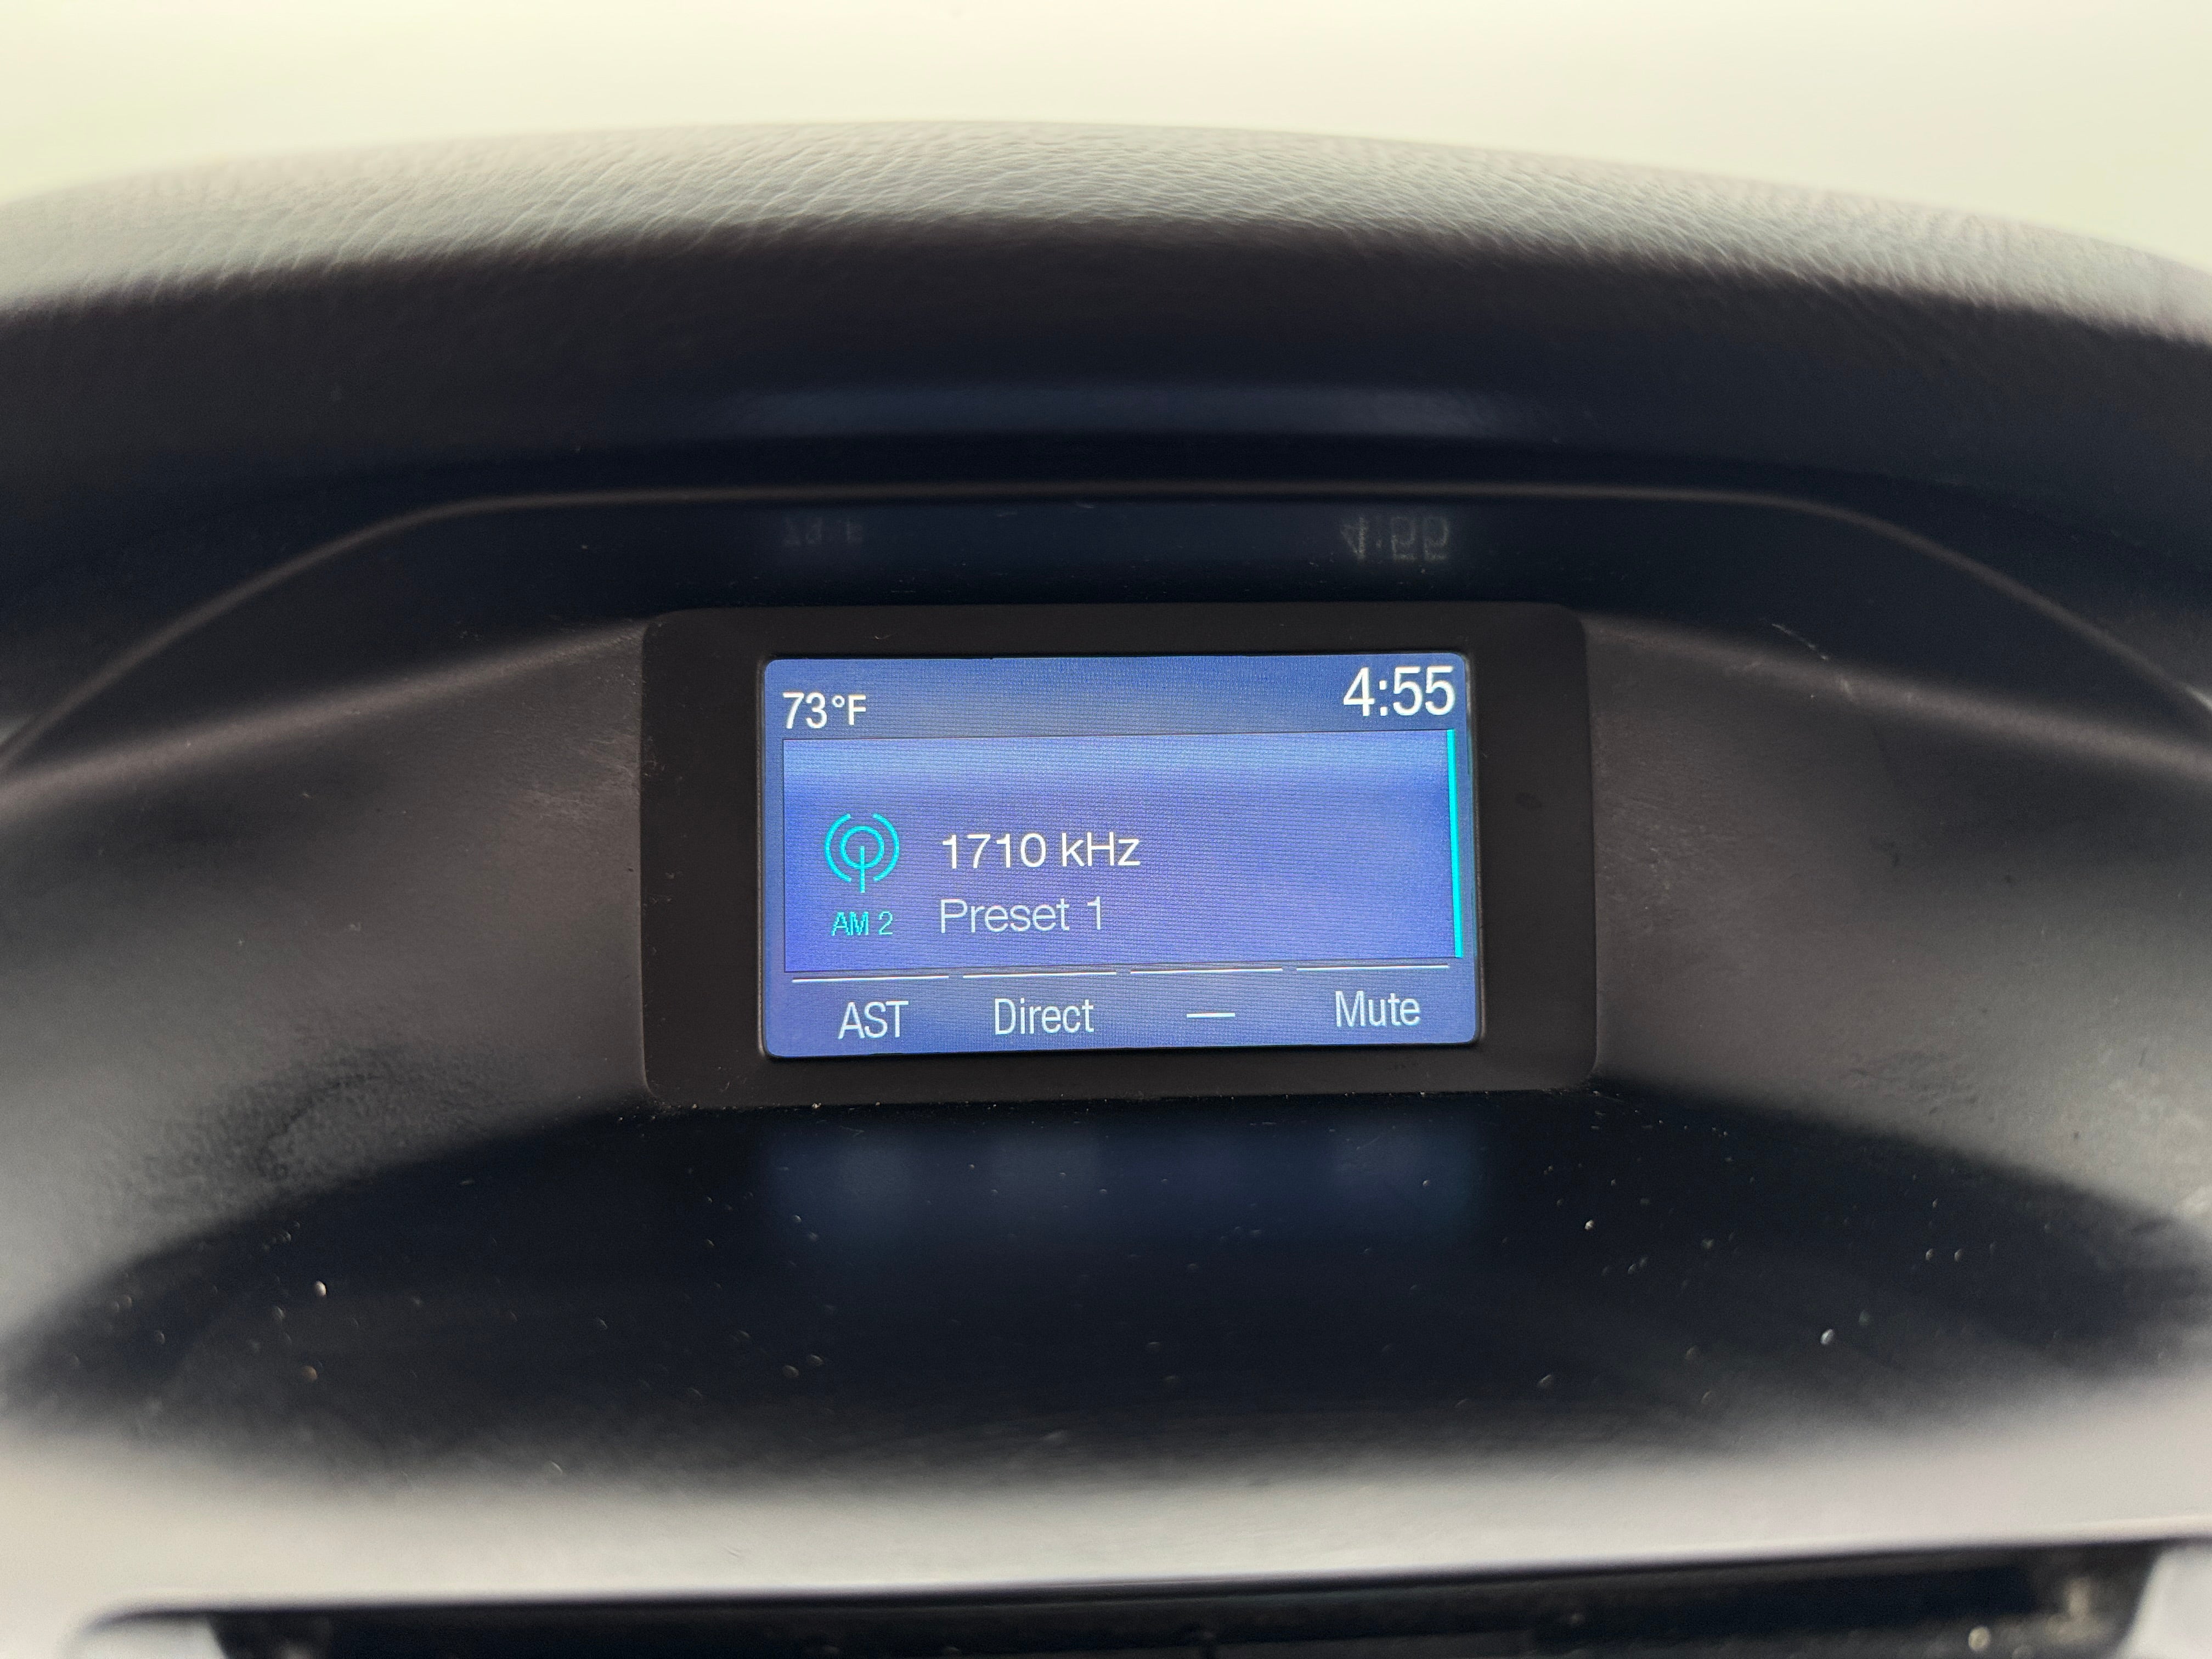 73°F 4:55
1710 kHz
AM 2 Preset 1
AST Direct — Mute